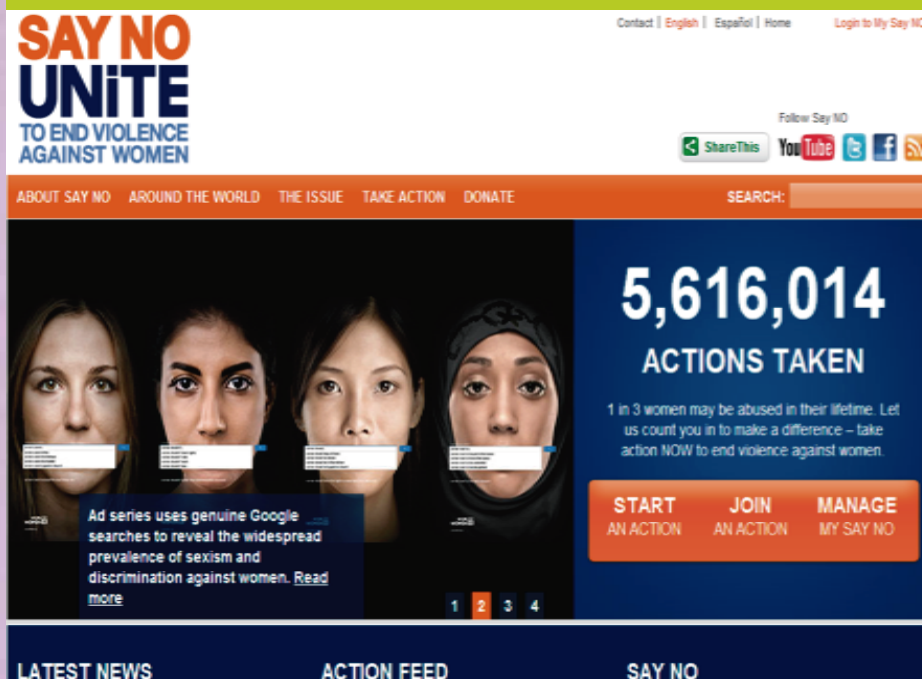 SAY NO
UNiTE
TO END VIOLENCE
AGAINST WOMEN
Contact | English | Español | Home Login to My Say NO
Follow Say NO
ShareThis YouTube
ABOUT SAY NO AROUND THE WORLD THE ISSUE TAKE ACTION DONATE SEARCH:
5,616,014
ACTIONS TAKEN
1 in 3 women may be abused in their lifetime. Let
us count you in to make a difference – take
action NOW to end violence against women.
START JOIN MANAGE
AN ACTION AN ACTION MY SAY NO
Ad series uses genuine Google
searches to reveal the widespread
prevalence of sexism and
discrimination against women. Read
more
1 2 3 4
LATEST NEWS ACTION FEED SAY NO